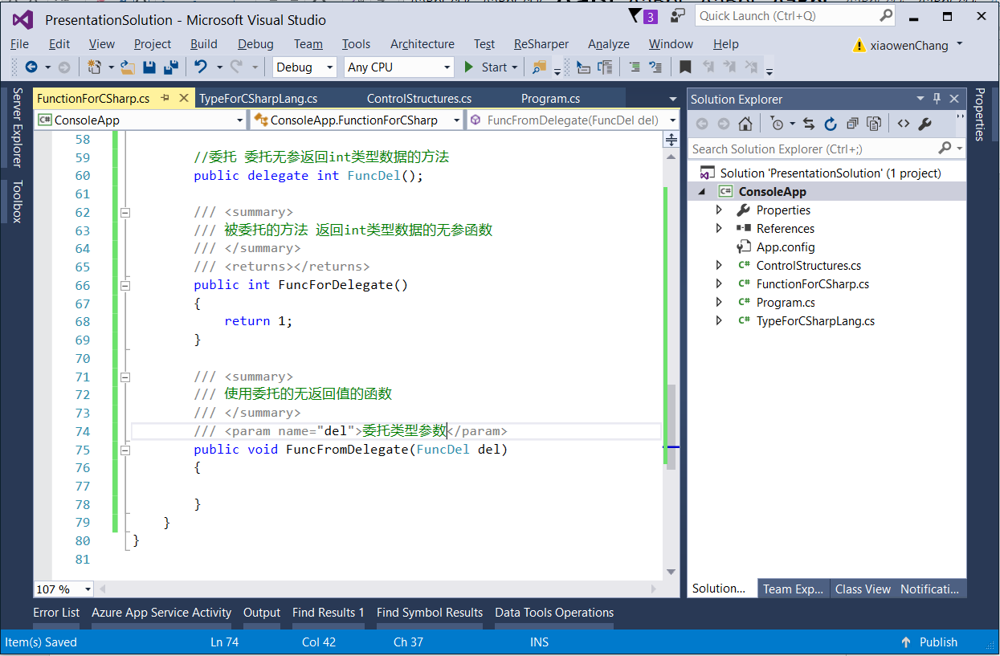 PresentationSolution - Microsoft Visual Studio
3
Quick Launch (Ctrl+Q)
File Edit View Project Build Debug Team Tools Architecture Test ReSharper Analyze Window Help
xiaowenChang
Debug Any CPU Start
Server Explorer
Toolbox
FunctionForCSharp.cs TypeForCSharpLang.cs ControlStructures.cs Program.cs
C# ConsoleApp ConsoleApp.FunctionForCSharp FuncFromDelegate(FuncDel del)
58
59 //委托 委托无参返回int类型数据的方法
60 public delegate int FuncDel();
61
62 /// <summary>
63 /// 被委托的方法 返回int类型数据的无参函数
64 /// </summary>
65 /// <returns></returns>
66 public int FuncForDelegate()
67 {
68 return 1;
69 }
70
71 /// <summary>
72 /// 使用委托的无返回值的函数
73 /// </summary>
74 /// <param name="del">委托类型参数</param>
75 public void FuncFromDelegate(FuncDel del)
76 {
77
78 }
79 }
80 }
81
107 %
Solution Explorer
Search Solution Explorer (Ctrl+;)
Solution 'PresentationSolution' (1 project)
C# ConsoleApp
Properties
References
App.config
C# ControlStructures.cs
C# FunctionForCSharp.cs
C# Program.cs
C# TypeForCSharpLang.cs
Solution... Team Exp... Class View Notificati...
Properties
Error List Azure App Service Activity Output Find Results 1 Find Symbol Results Data Tools Operations
Item(s) Saved Ln 74 Col 42 Ch 37 INS Publish